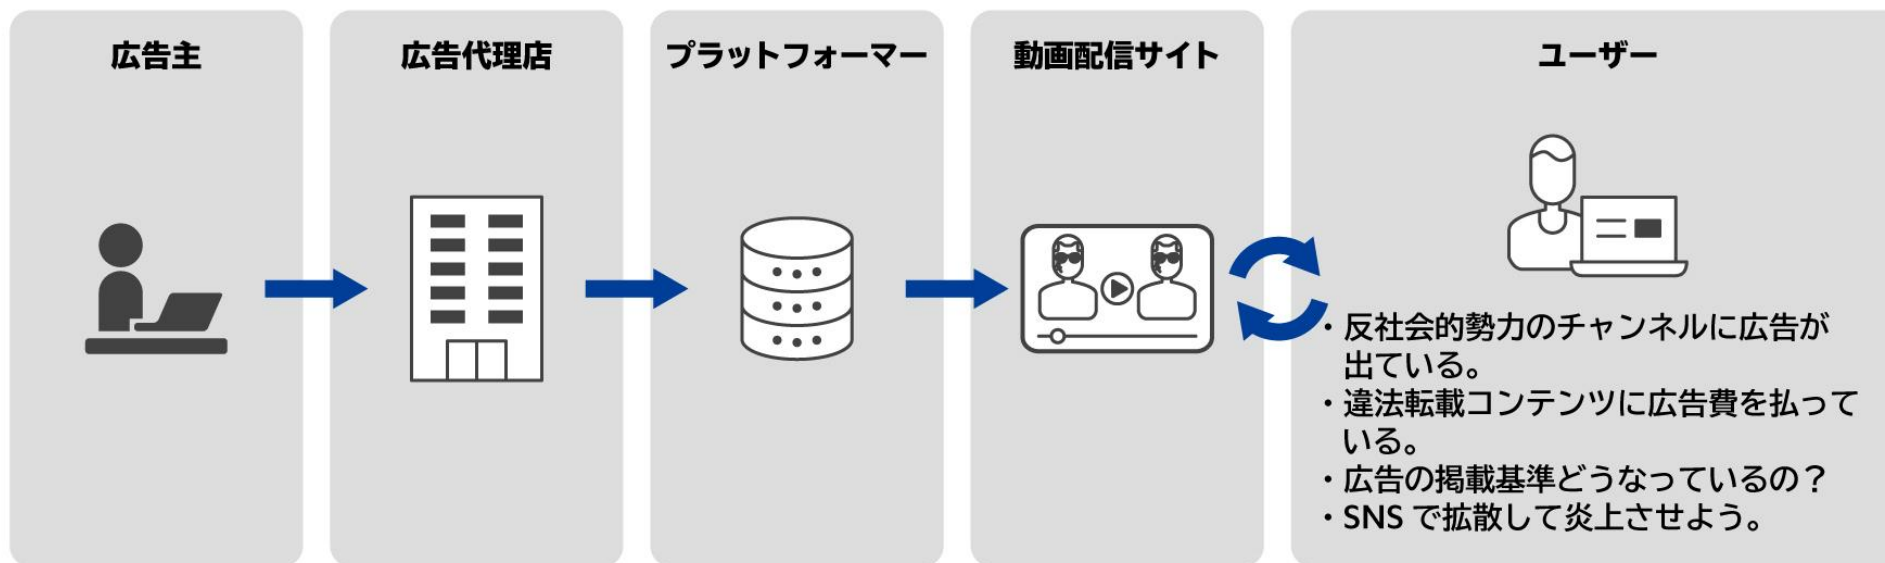 広告主
広告代理店
プラットフォーマー
動画配信サイト
ユーザー
・反社会的勢力のチャンネルに広告が
出ている。
・違法転載コンテンツに広告費を払って
いる。
・広告の掲載基準どうなっているの？
・SNS で拡散して炎上させよう。